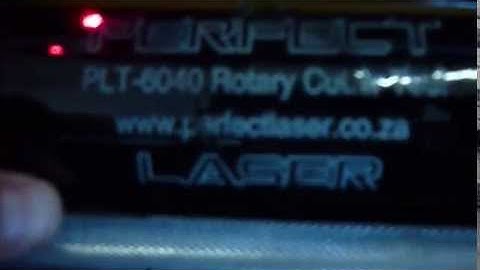 PERFECT
PLT-6040 Rotary
www.perfectlaser.co.za
LASER